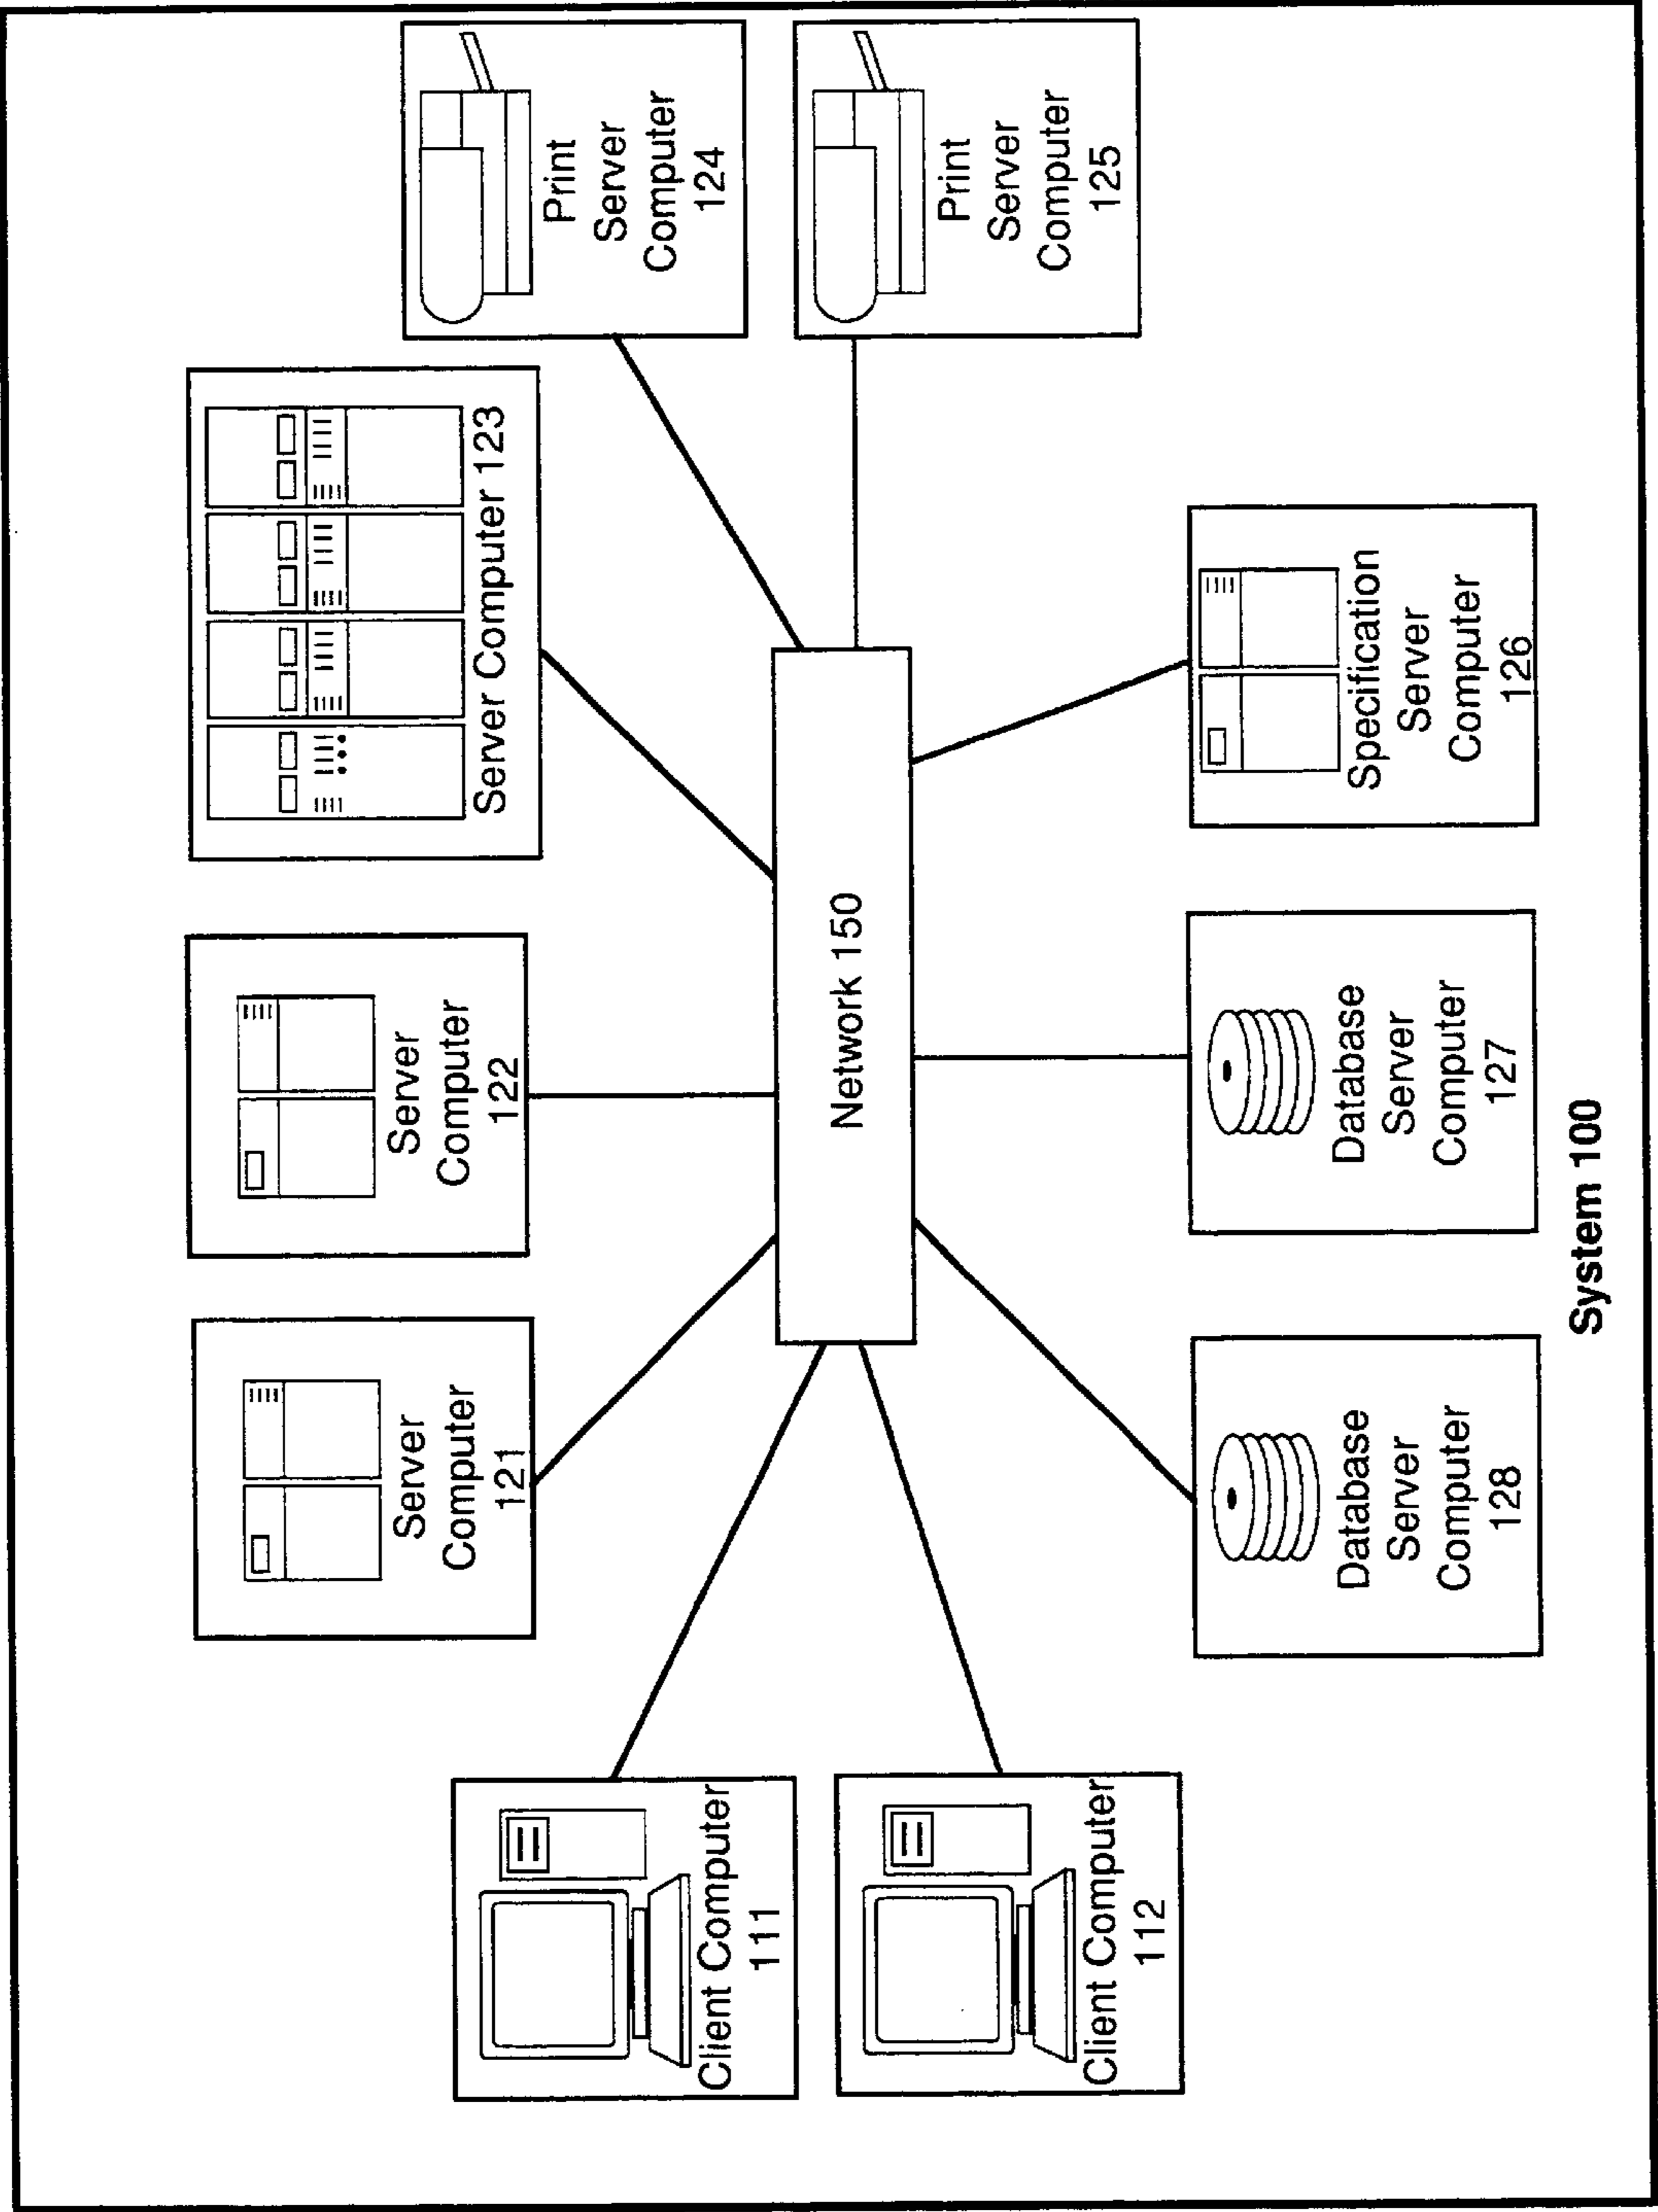 Server Computer 123
Server
Computer
122
Server
Computer
121
Print
Server
Computer
124
Print
Server
Computer
125
Client Computer
111
Client Computer
112
Network 150
Database
Server
Computer
128
Database
Server
Computer
127
Specification
Server
Computer
126
System 100